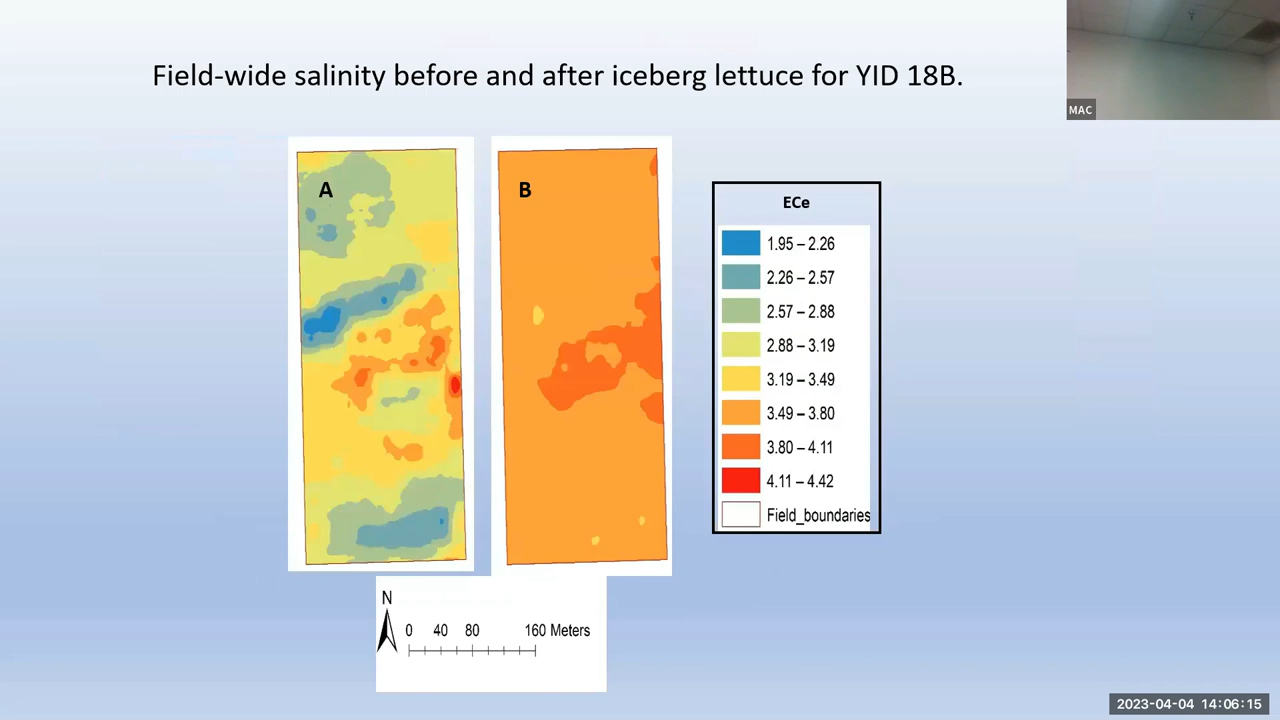 Field-wide salinity before and after iceberg lettuce for YID 18B.
MAC
A
B
ECe
1.95 – 2.26
2.26 – 2.57
2.57 – 2.88
2.88 – 3.19
3.19 – 3.49
3.49 – 3.80
3.80 – 4.11
4.11 – 4.42
Field_boundaries
N
0 40 80 160 Meters
2023-04-04 14:06:15